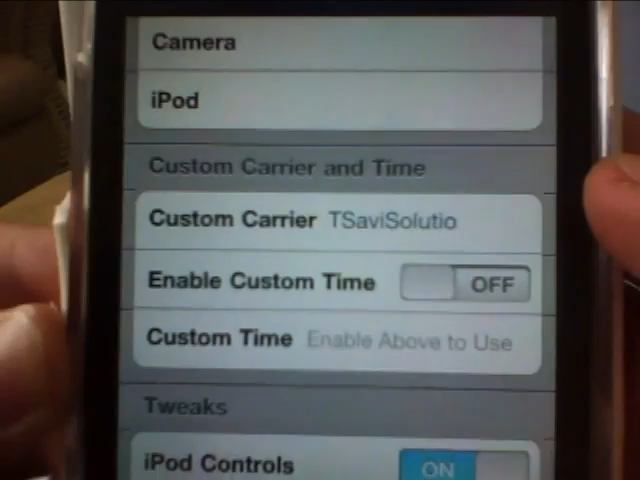 Camera
iPod
Custom Carrier and Time
Custom Carrier TSaviSolutio
Enable Custom Time OFF
Custom Time Enable Above to Use
Tweaks
iPod Controls ON